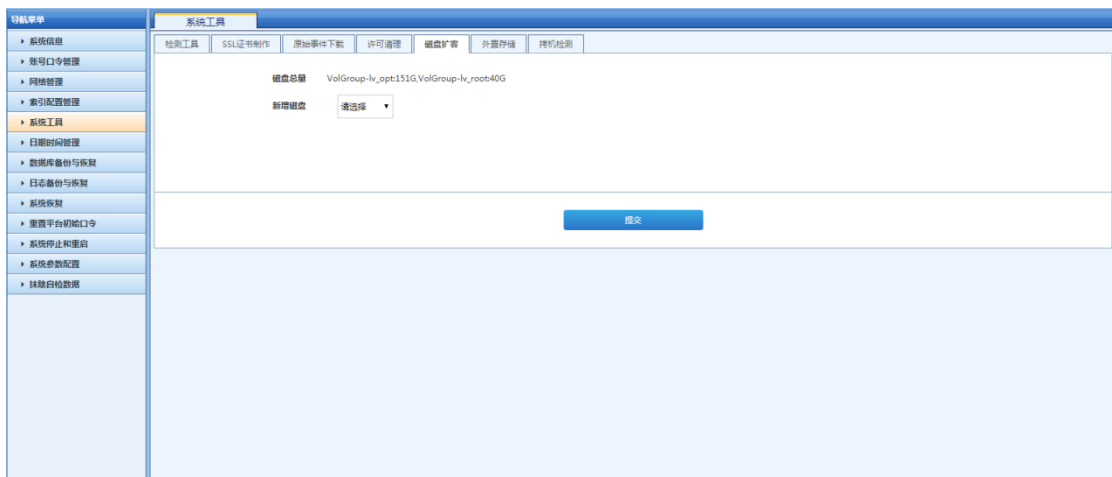 导航菜单
系统信息
账号口令管理
网络管理
索引配置管理
系统工具
日期时间管理
数据库备份与恢复
日志备份与恢复
系统恢复
重置平台初始口令
系统停止和重启
系统参数配置
抹除自检数据
系统工具
检测工具 SSL证书制作 原始事件下载 许可清理 磁盘扩容 外置存储 拷机检测
磁盘总量 VolGroup-lv_opt:151G,VolGroup-lv_root:40G
新增磁盘 请选择
提交